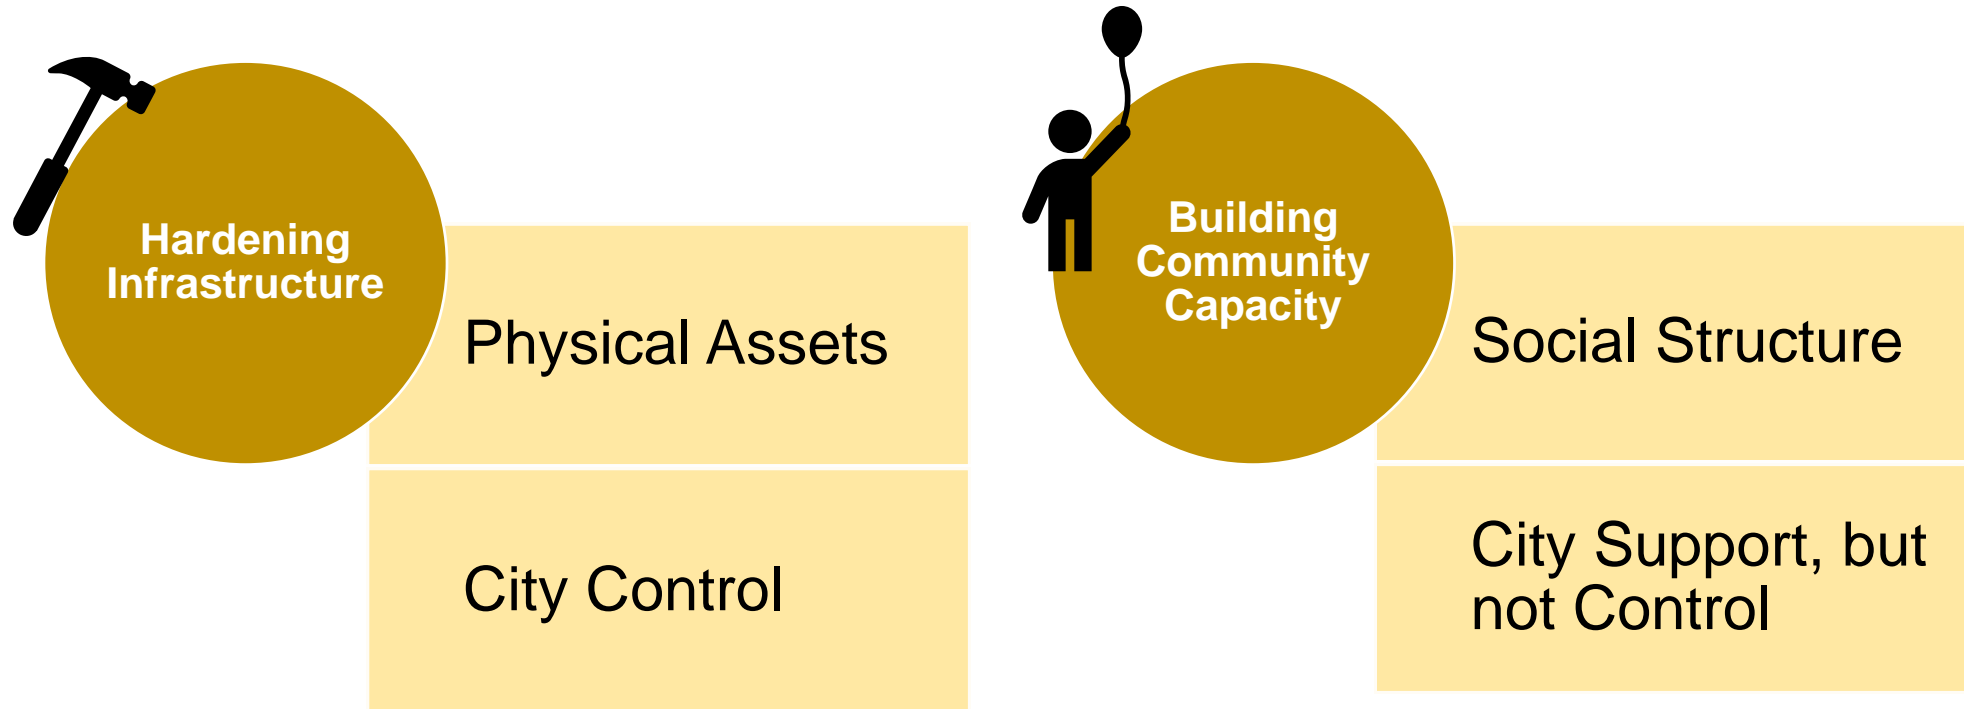 Hardening
Infrastructure
Physical Assets
City Control
Building
Community
Capacity
Social Structure
City Support, but
not Control